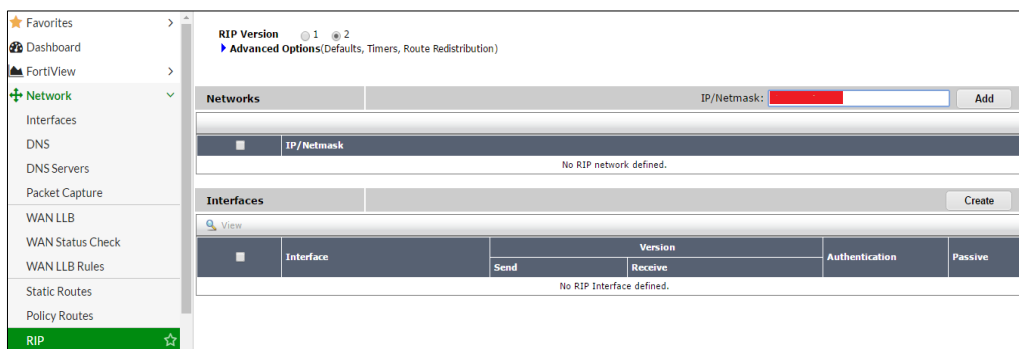 Favorites
Dashboard
FortiView
Network
Interfaces
DNS
DNS Servers
Packet Capture
WAN LLB
WAN Status Check
WAN LLB Rules
Static Routes
Policy Routes
RIP
RIP Version 1 2
Advanced Options(Defaults, Timers, Route Redistribution)
Networks IP/Netmask: Add
IP/Netmask
No RIP network defined.
Interfaces Create
View
Interface Version Authentication Passive
Send Receive
No RIP Interface defined.